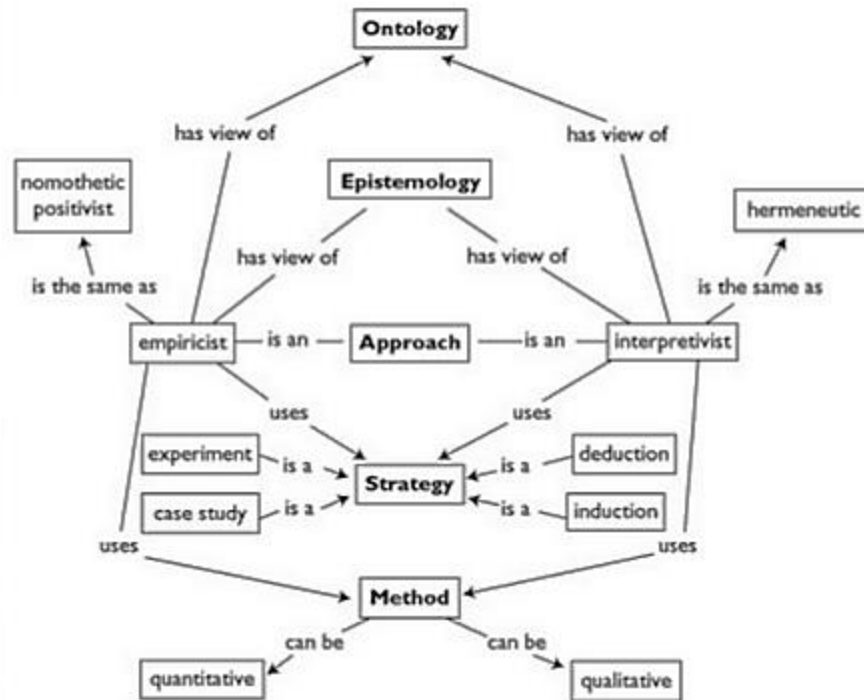 Ontology
has view of
has view of
nomothetic
positivist
Epistemology
hermeneutic
has view of
has view of
is the same as
is the same as
empiricist
is an
Approach
is an
interpretivist
uses
uses
experiment
is a
is a
deduction
Strategy
case study
is a
is a
induction
uses
uses
Method
can be
can be
quantitative
qualitative